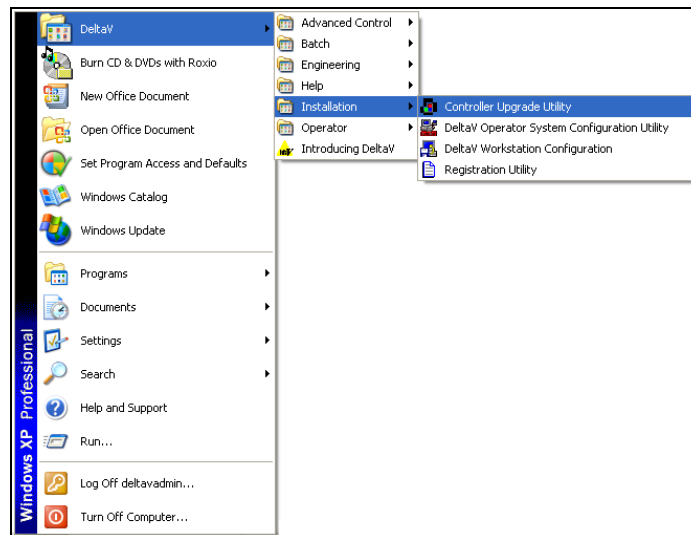 DeltaV
Burn CD & DVDs with Roxio
New Office Document
Open Office Document
Set Program Access and Defaults
Windows Catalog
Windows Update
Programs
Documents
Settings
Search
Help and Support
Run...
Log Off deltavadmin...
Turn Off Computer...
Windows XP Professional
Advanced Control
Batch
Engineering
Help
Installation
Operator
Introducing DeltaV
Controller Upgrade Utility
DeltaV Operator System Configuration Utility
DeltaV Workstation Configuration
Registration Utility